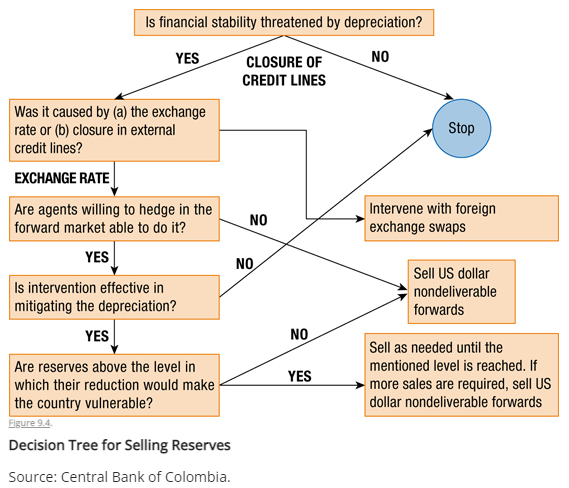 Is financial stability threatened by depreciation?
YES
CLOSURE OF
CREDIT LINES
NO
Was it caused by (a) the exchange
rate or (b) closure in external
credit lines?
Stop
EXCHANGE RATE
Are agents willing to hedge in the
forward market able to do it?
NO
Intervene with foreign
exchange swaps
YES
NO
Is intervention effective in
mitigating the depreciation?
Sell US dollar
nondeliverable
forwards
YES
NO
Are reserves above the level in
which their reduction would make
the country vulnerable?
YES
Sell as needed until the
mentioned level is reached. If
more sales are required, sell US
dollar nondeliverable forwards
Figure 9.4.
Decision Tree for Selling Reserves
Source: Central Bank of Colombia.